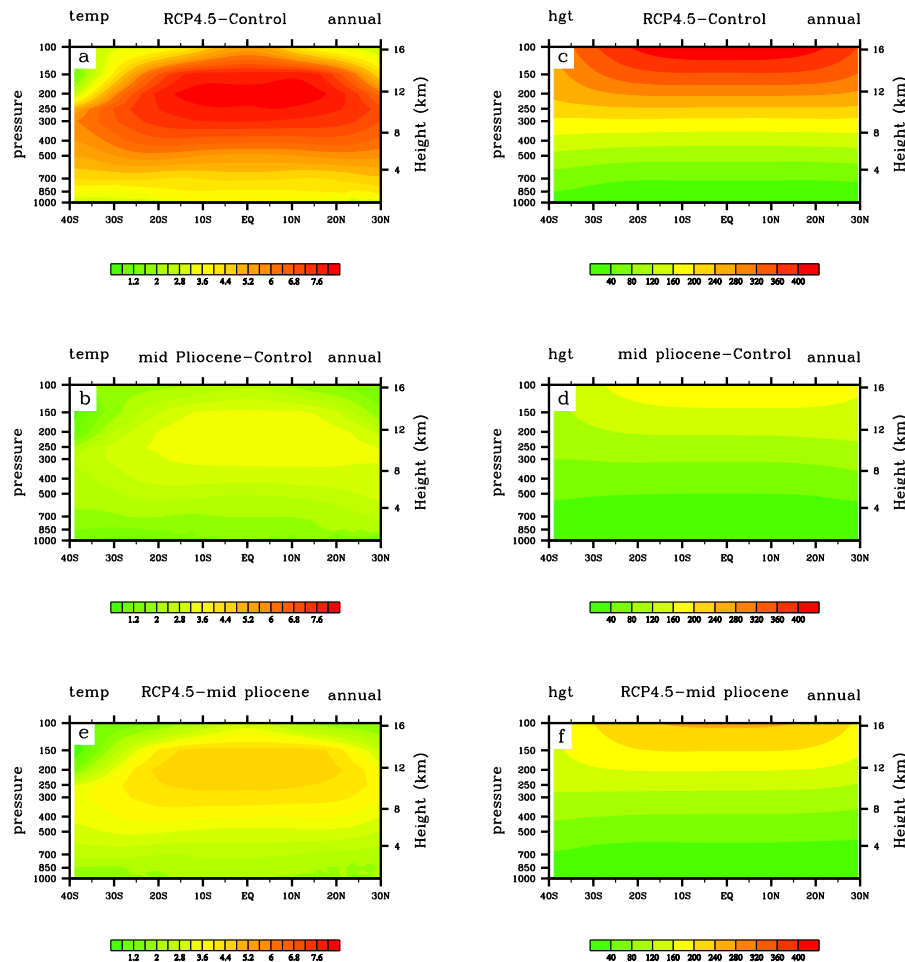 temp RCP4.5-Control annual
a
100
150
200
250
300
400
500
700
850
1000
pressure
16
12
8
4
Height (km)
40S 30S 20S 10S EQ 10N 20N 30N
1.2 2 2.8 3.6 4.4 5.2 6 6.8 7.6
hgt RCP4.5-Control annual
c
100
150
200
250
300
400
500
700
850
1000
pressure
16
12
8
4
Height (km)
40S 30S 20S 10S EQ 10N 20N 30N
40 80 120 160 200 240 280 320 360 400
temp mid Pliocene-Control annual
b
100
150
200
250
300
400
500
700
850
1000
pressure
16
12
8
4
Height (km)
40S 30S 20S 10S EQ 10N 20N 30N
1.2 2 2.8 3.6 4.4 5.2 6 6.8 7.6
hgt mid pliocene-Control annual
d
100
150
200
250
300
400
500
700
850
1000
pressure
16
12
8
4
Height (km)
40S 30S 20S 10S EQ 10N 20N 30N
40 80 120 160 200 240 280 320 360 400
temp RCP4.5-mid pliocene annual
e
100
150
200
250
300
400
500
700
850
1000
pressure
16
12
8
4
Height (km)
40S 30S 20S 10S EQ 10N 20N 30N
1.2 2 2.8 3.6 4.4 5.2 6 6.8 7.6
hgt RCP4.5-mid pliocene annual
f
100
150
200
250
300
400
500
700
850
1000
pressure
16
12
8
4
Height (km)
40S 30S 20S 10S EQ 10N 20N 30N
40 80 120 160 200 240 280 320 360 400